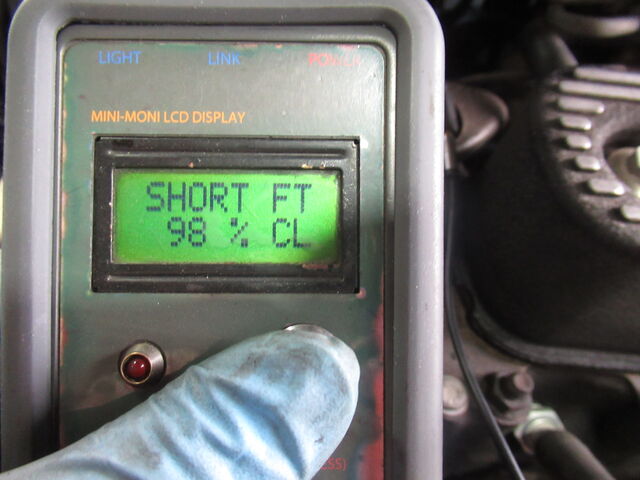 LIGHT
LINK
MINI-MONI LCD DISPLAY
SHORT FT
98 % CL